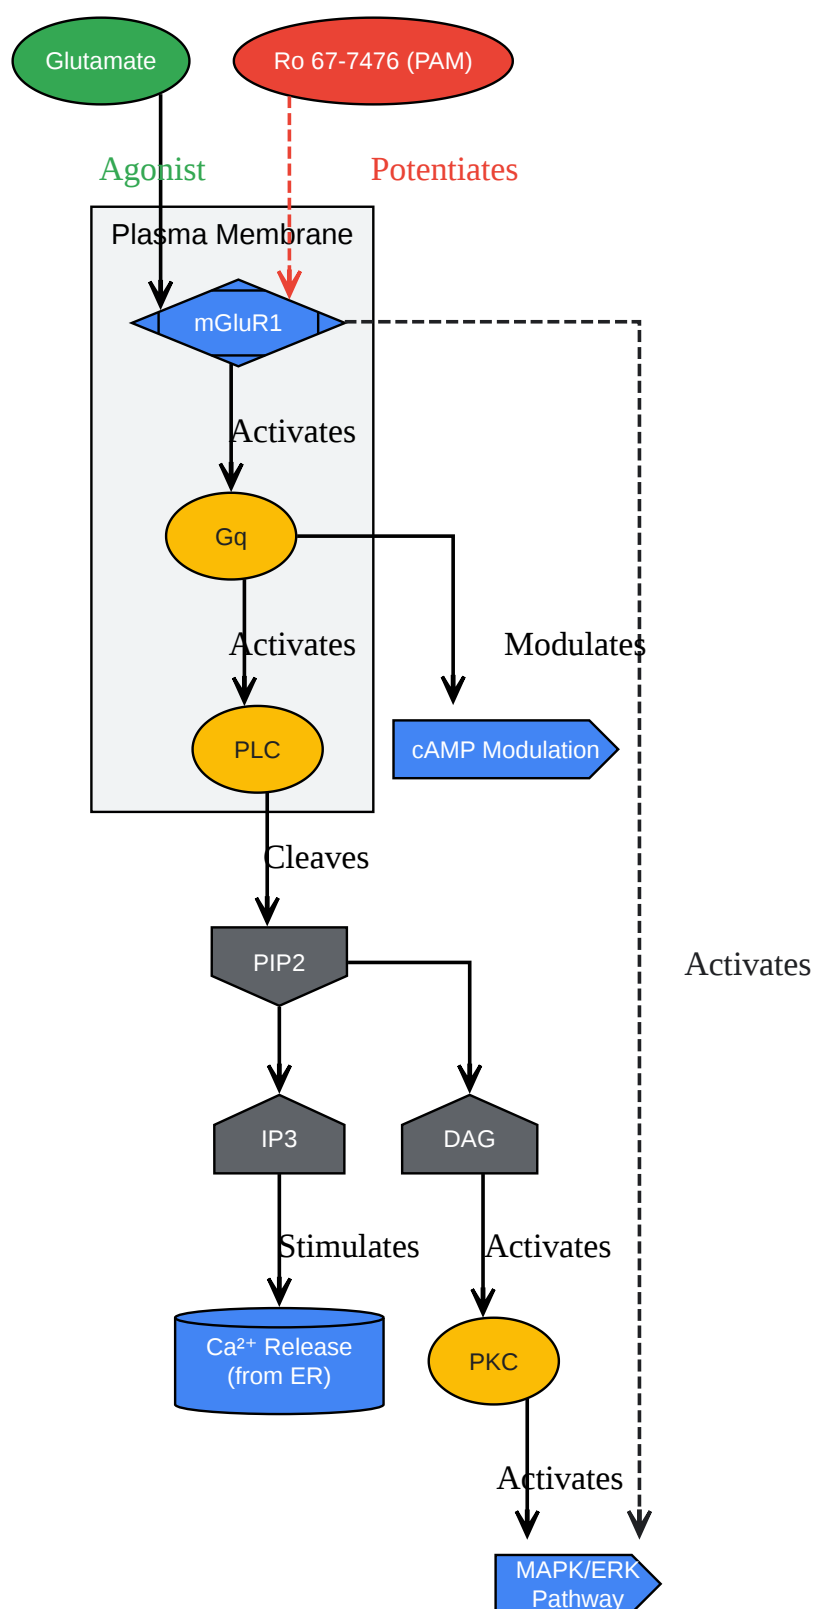 Glutamate
Ro 67-7476 (PAM)
Agonist
Potentiates
Plasma Membrane
mGluR1
Activates
Gq
Activates
Modulates
PLC
cAMP Modulation
Cleaves
PIP2
Activates
IP3
DAG
Stimulates
Activates
Ca²⁺ Release
(from ER)
PKC
Activates
MAPK/ERK
Pathway